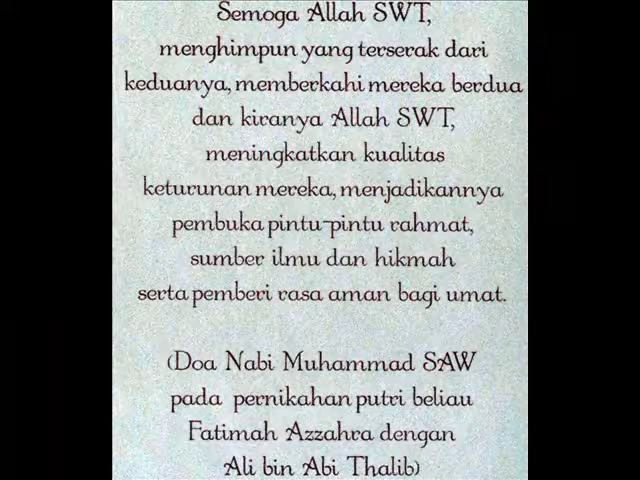 Semoga Allah SWT,
menghimpun yang terserak dari
keduanya, memberkahi mereka berdua
dan kiranya Allah SWT,
meningkatkan kualitas
keturunan mereka, menjadikannya
pembuka pintu-pintu rahmat,
sumber ilmu dan hikmah
serta pemberi rasa aman bagi umat.
(Doa Nabi Muhammad SAW
pada pernikahan putri beliau
Fatimah Azzahra dengan
Ali bin Abi Thalib)